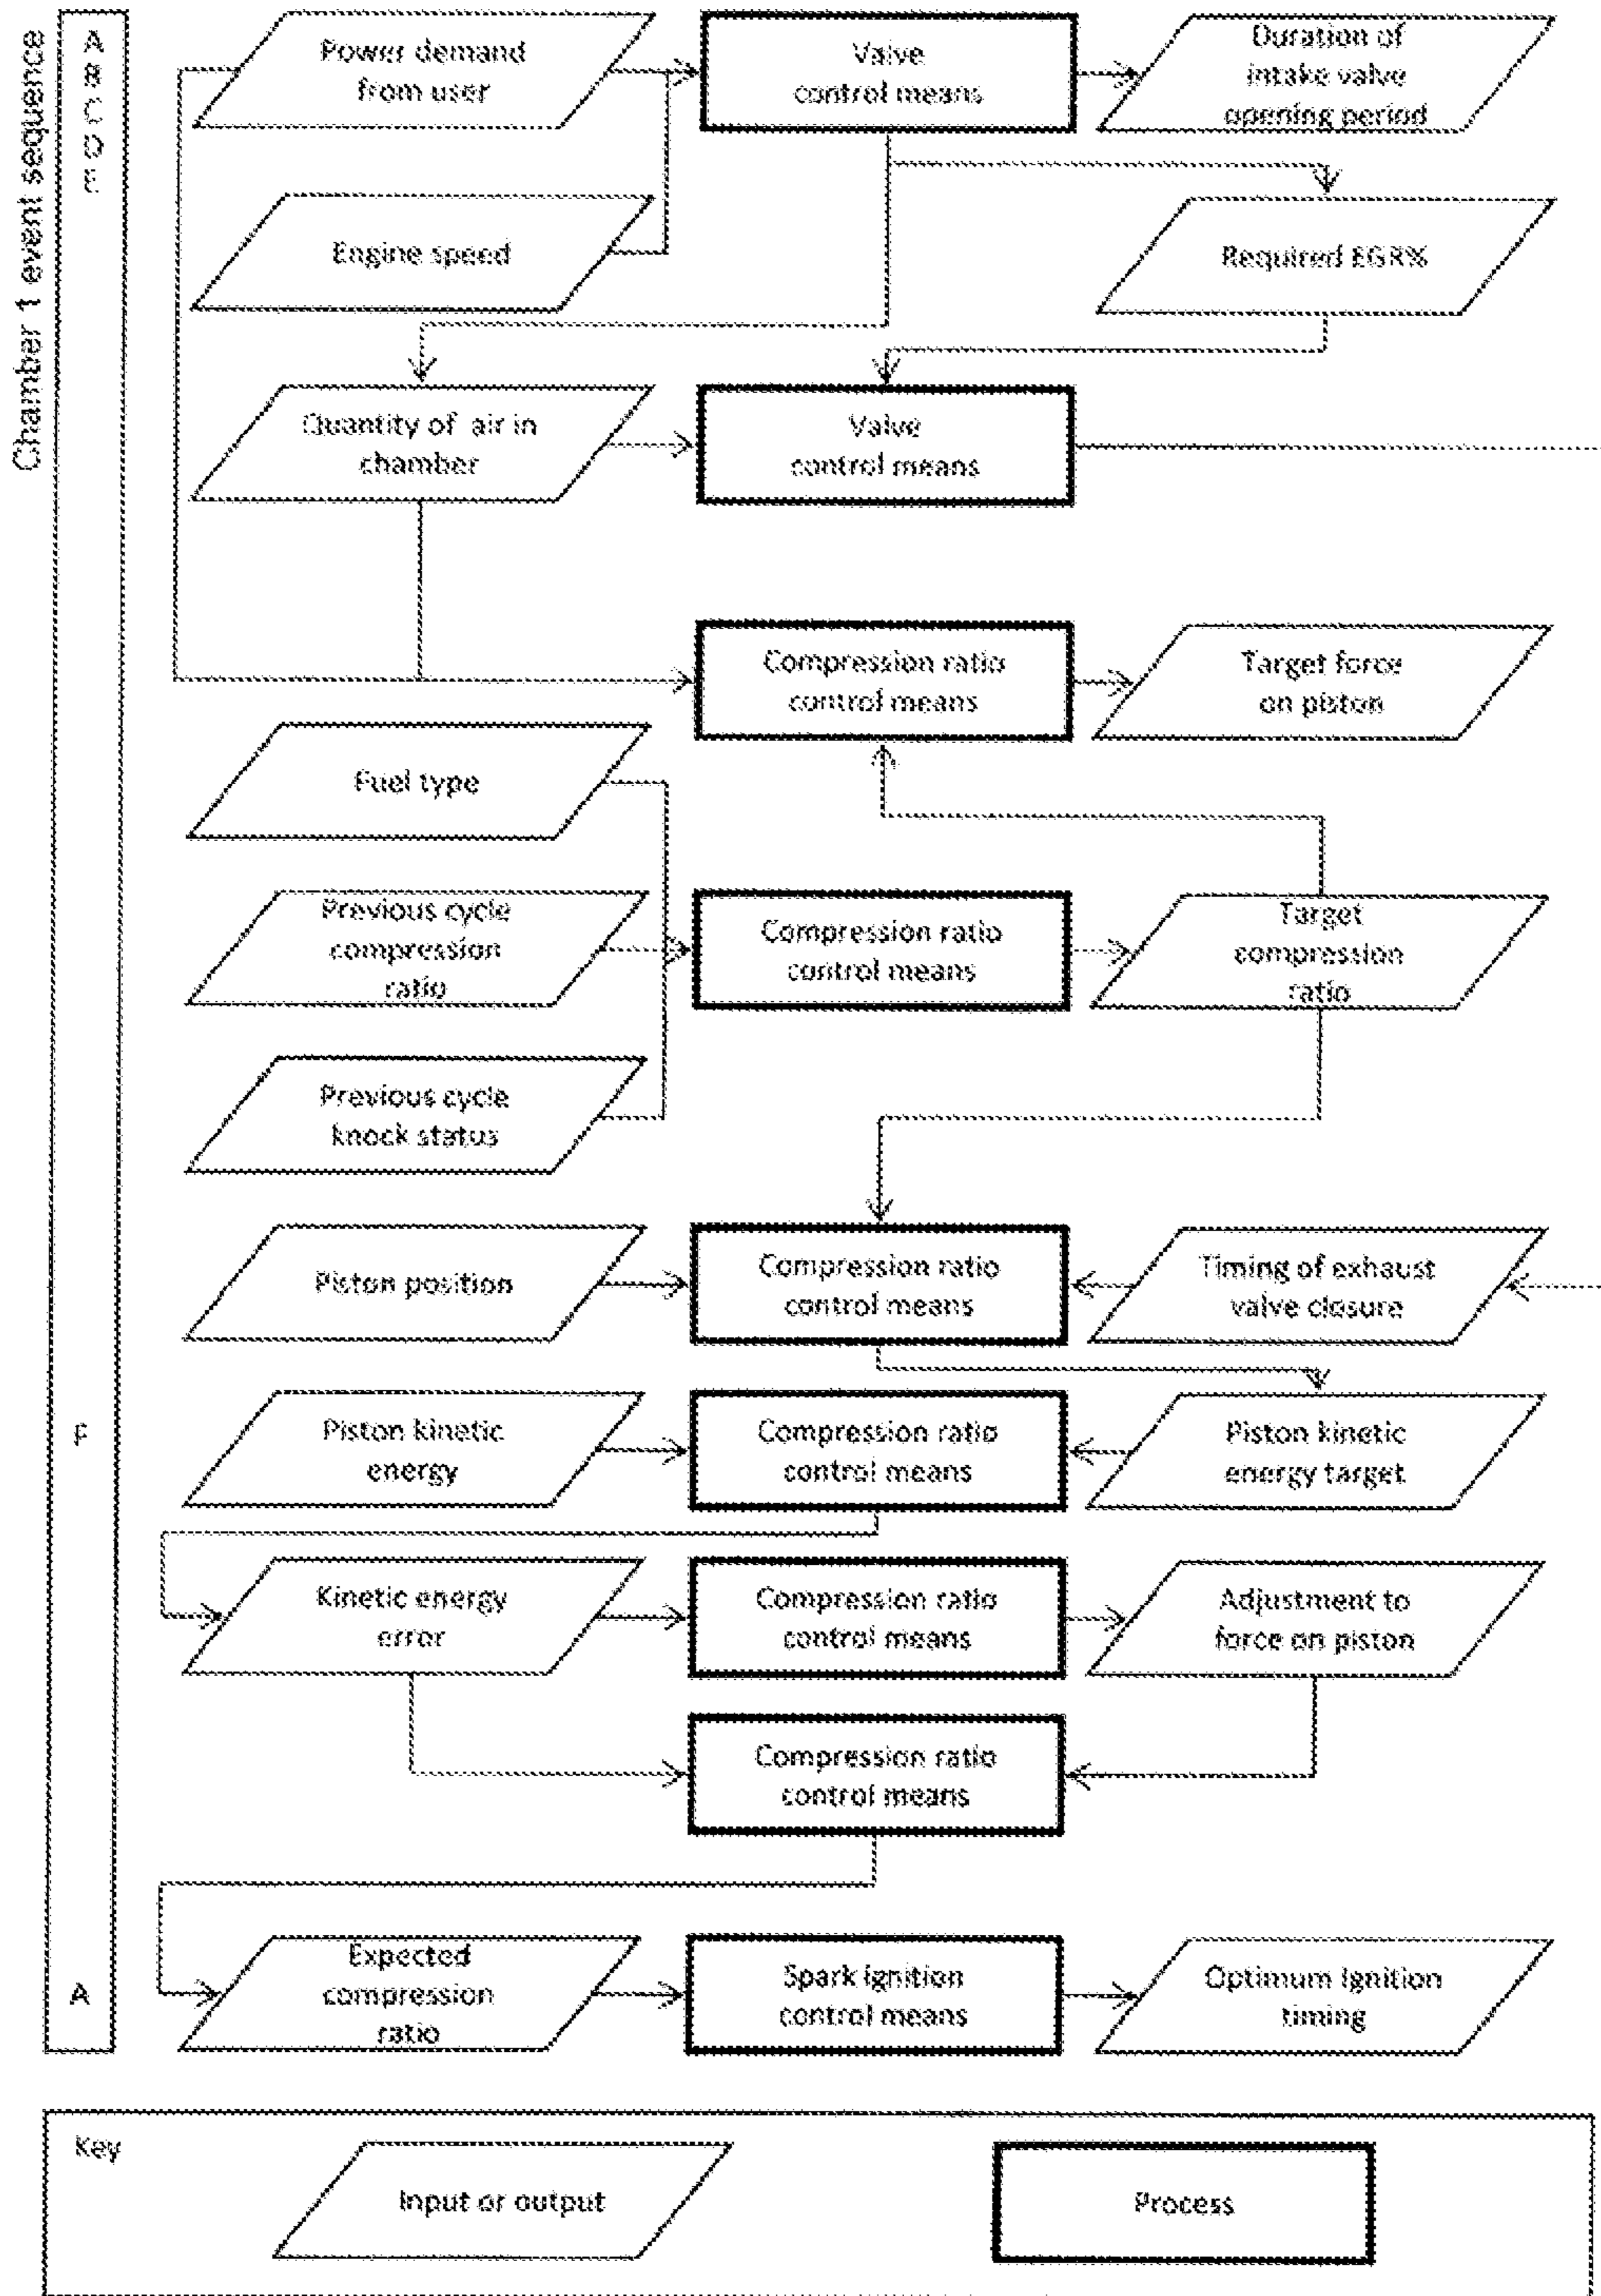 Chamber 1 event sequence
A
B
C
D
E
Power demand
from user
Valve
control means
Duration of
intake valve
opening period
Engine speed
Required EGR%
Quantity of air in
chamber
Valve
control means
Compression ratio
control means
Target force
on piston
Fuel type
Previous cycle
compression
ratio
Compression ratio
control means
Target
compression
ratio
Previous cycle
knock status
Piston position
Compression ratio
control means
Timing of exhaust
valve closure
F
Piston kinetic
energy
Compression ratio
control means
Piston kinetic
energy target
Kinetic energy
error
Compression ratio
control means
Adjustment to
force on piston
Compression ratio
control means
A
Expected
compression
ratio
Spark ignition
control means
Optimum Ignition
timing
Key
Input or output
Process